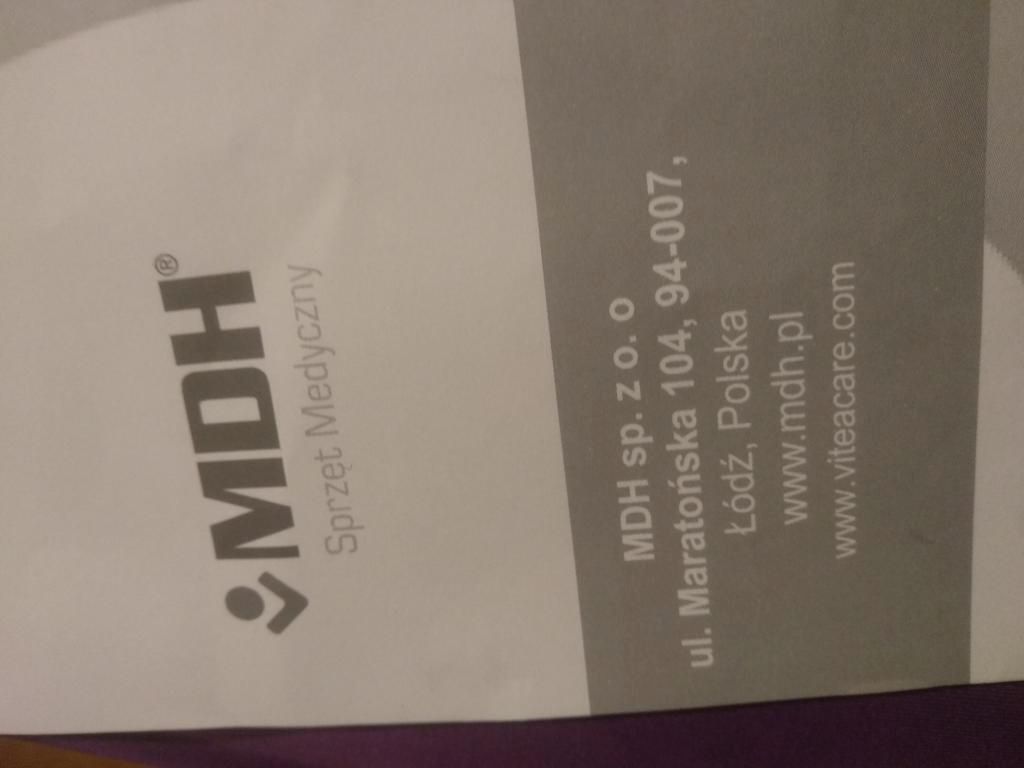 MDH®
Sprzęt Medyczny
MDH sp. z o. o
ul. Maratońska 104, 94-007,
Łódź, Polska
www.mdh.pl
www.viteacare.com